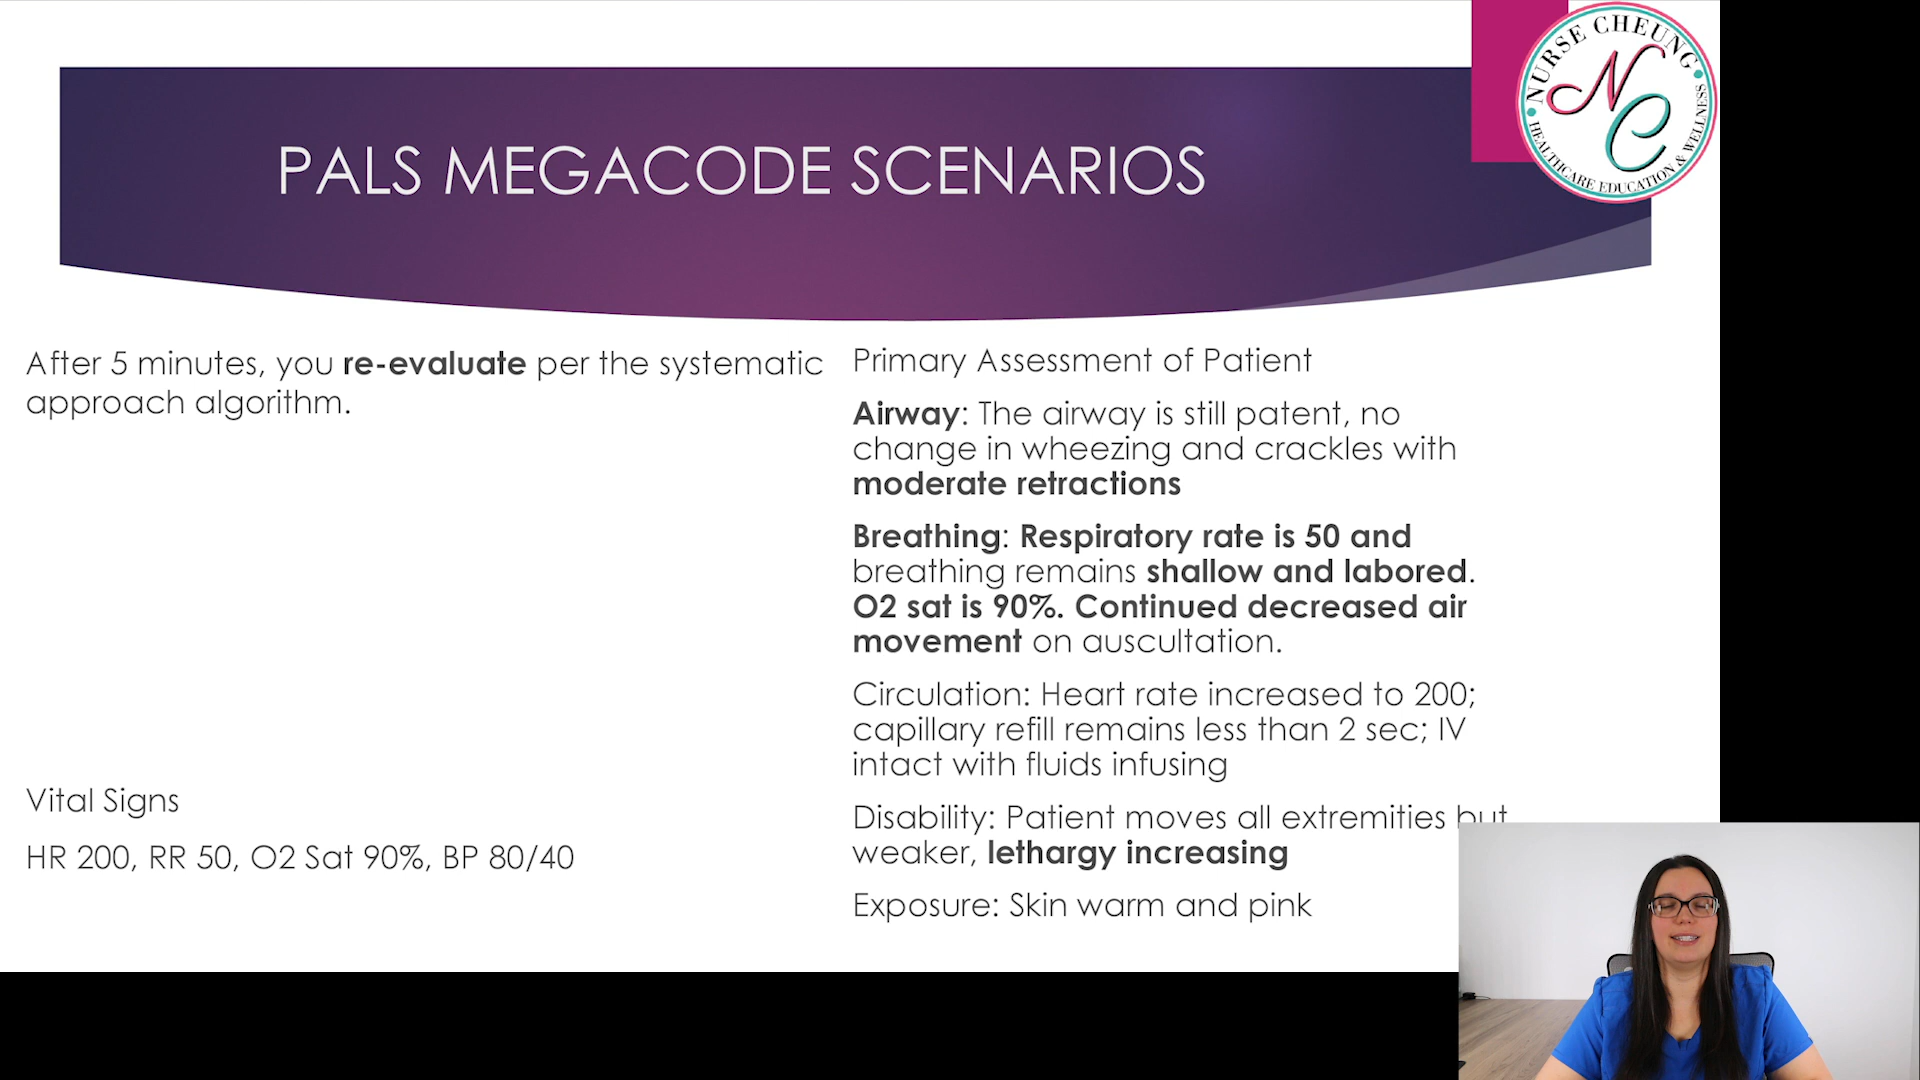 PALS MEGACODE SCENARIOS
NURSE CHEUNG
NC
HEALTHCARE EDUCATION & WELLNESS
After 5 minutes, you re-evaluate per the systematic
approach algorithm.
Vital Signs
HR 200, RR 50, O2 Sat 90%, BP 80/40
Primary Assessment of Patient
Airway: The airway is still patent, no
change in wheezing and crackles with
moderate retractions
Breathing: Respiratory rate is 50 and
breathing remains shallow and labored.
O2 sat is 90%. Continued decreased air
movement on auscultation.
Circulation: Heart rate increased to 200;
capillary refill remains less than 2 sec; IV
intact with fluids infusing
Disability: Patient moves all extremities but
weaker, lethargy increasing
Exposure: Skin warm and pink